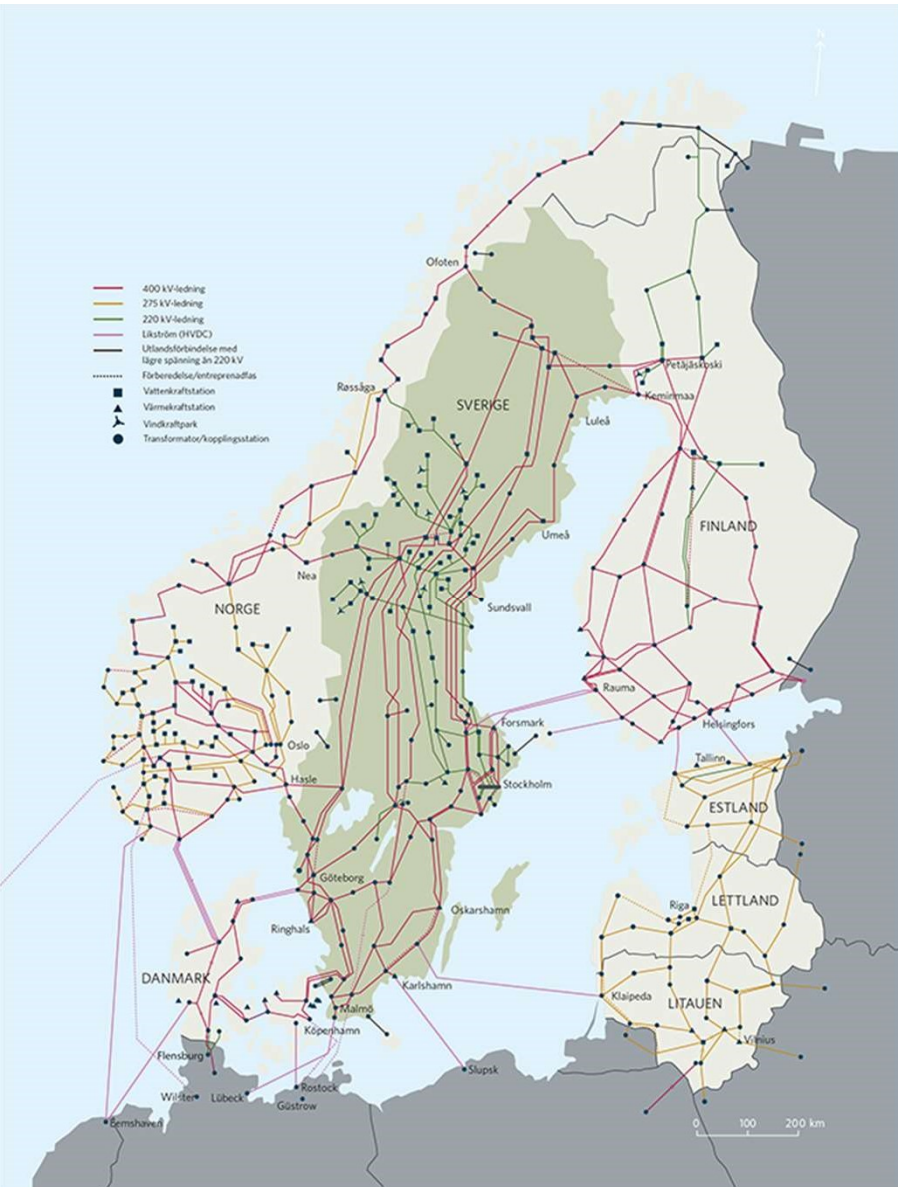 N
Ofoten
400 kV-ledning
275 kV-ledning
220 kV-ledning
Likström (HVDC)
Utlandsförbindelse med
lägre spänning än 220 kV
Förberedelse/entreprenadfas
Vattenkraftstation
Värmekraftstation
Vindkraftpark
Transformator/kopplingsstation
Petäjäskoski
Røssåga
Keminmaa
SVERIGE
Luleå
FINLAND
Umeå
Nea
NORGE
Sundsvall
Rauma
Forsmark
Helsingfors
Oslo
Tallinn
Hasle
Stockholm
ESTLAND
Göteborg
LETTLAND
Riga
Oskarshamn
Ringhals
DANMARK
Karlshamn
Klaipeda
LITAUEN
Malmö
Köpenhamn
Vilnius
Flensburg
Slupsk
Rostock
Wilster
Lübeck
Güstrow
Eemshaven
0 100 200 km